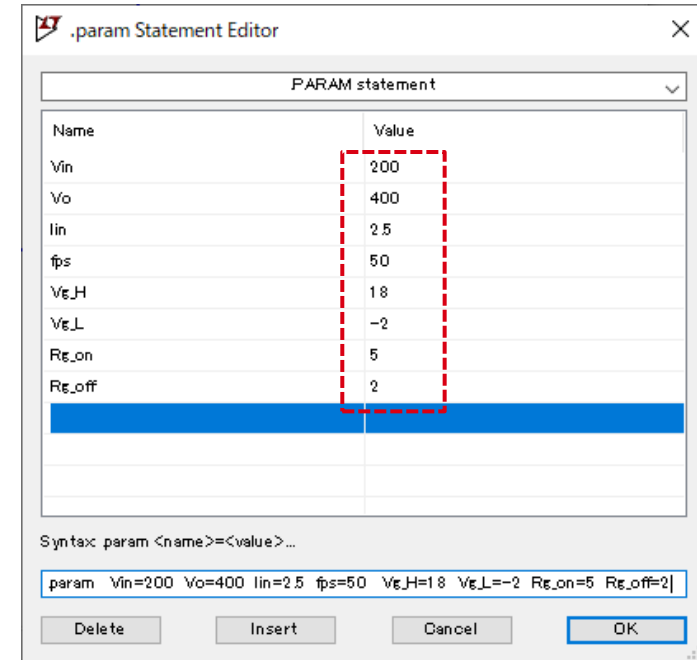 .param Statement Editor
.PARAM statement
Name Value
Vin 200
Vo 400
Iin 2.5
fps 50
Vg_H 18
Vg_L -2
Rg_on 5
Rg_off 2
Syntax: .param <name>=<value>...
.param Vin=200 Vo=400 Iin=2.5 fps=50 Vg_H=18 Vg_L=-2 Rg_on=5 Rg_off=2
Delete Insert Cancel OK